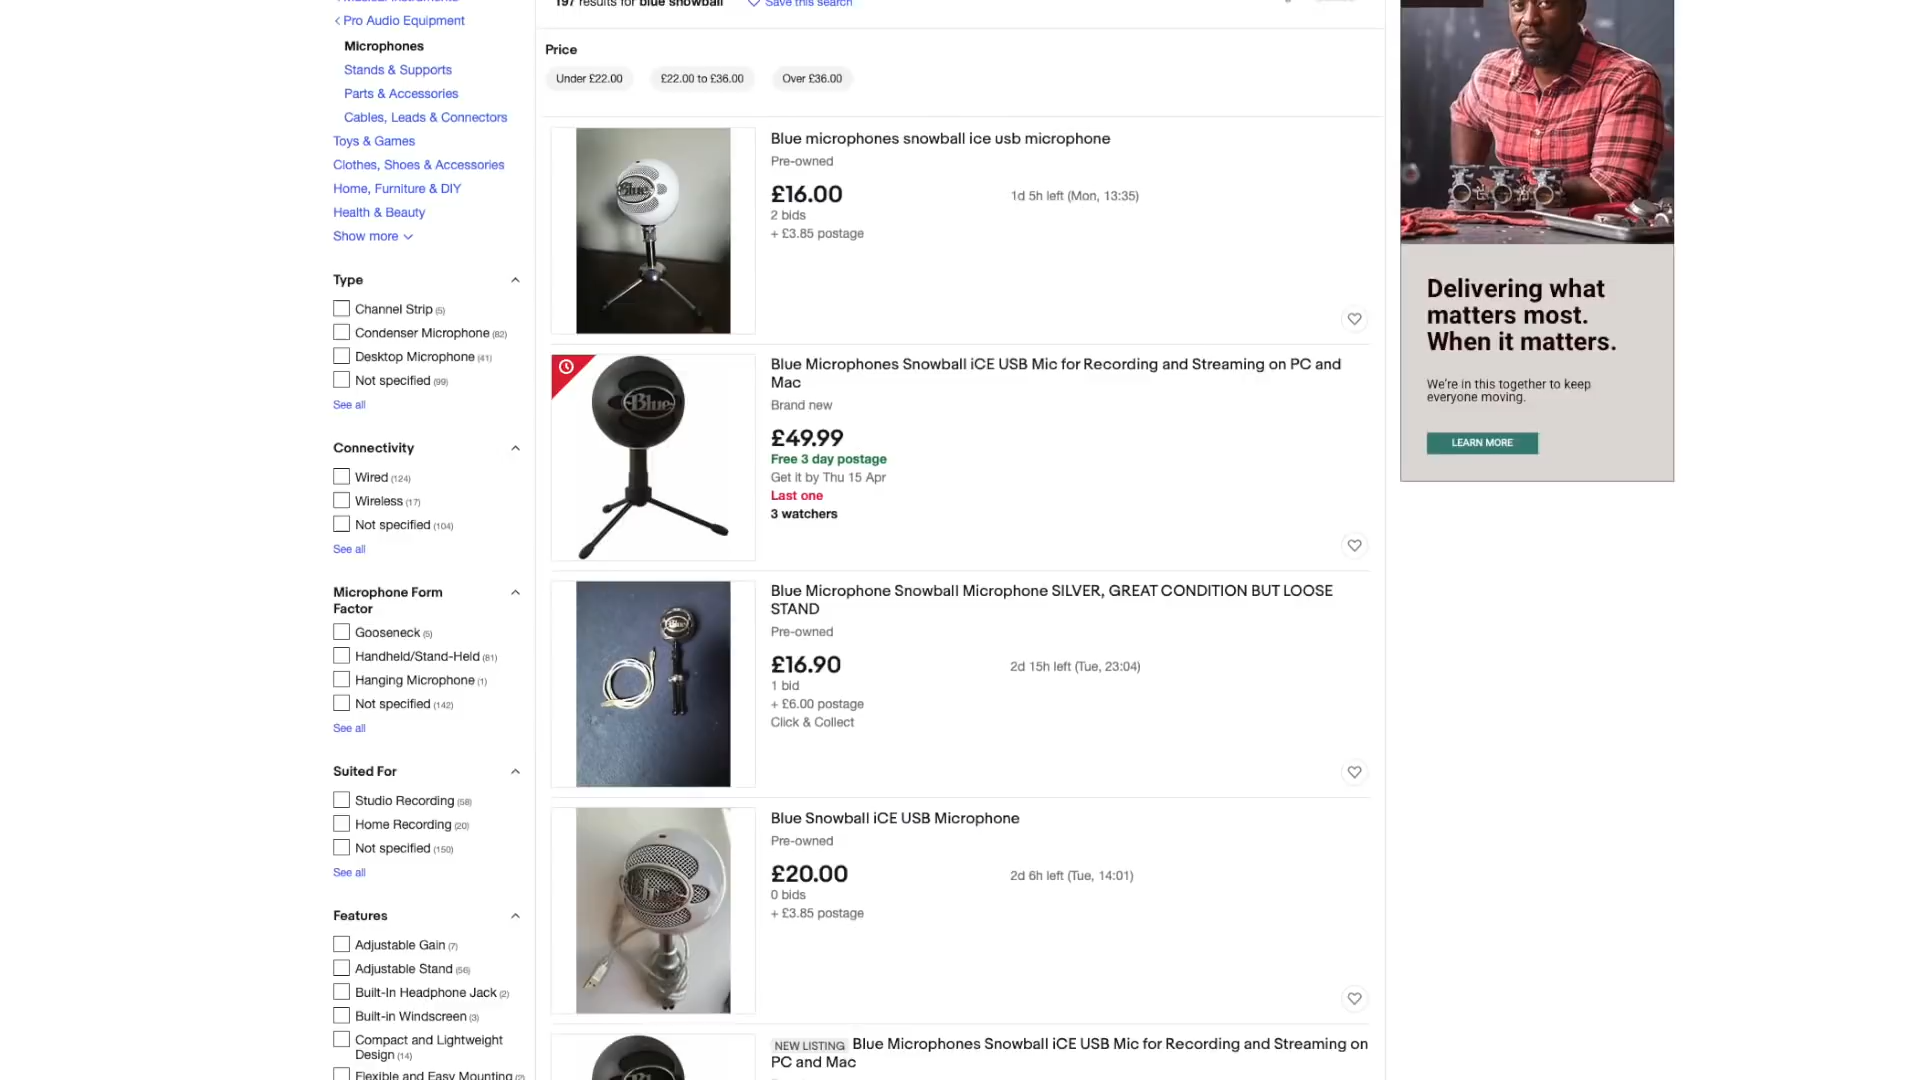 Pro Audio Equipment
Microphones
Stands & Supports
Parts & Accessories
Cables, Leads & Connectors
Toys & Games
Clothes, Shoes & Accessories
Home, Furniture & DIY
Health & Beauty
Show more
Type
Channel Strip (5)
Condenser Microphone (82)
Desktop Microphone (41)
Not specified (99)
See all
Connectivity
Wired (124)
Wireless (17)
Not specified (104)
See all
Microphone Form
Factor
Gooseneck (5)
Handheld/Stand-Held (81)
Hanging Microphone (1)
Not specified (142)
See all
Suited For
Studio Recording (58)
Home Recording (20)
Not specified (150)
See all
Features
Adjustable Gain (7)
Adjustable Stand (56)
Built-In Headphone Jack (2)
Built-in Windscreen (3)
Compact and Lightweight
Design (14)
Flexible and Easy Mounting (2)
197 results for blue snowball
Save this search
Price
Under £22.00
£22.00 to £36.00
Over £36.00
Blue
Blue microphones snowball ice usb microphone
Pre-owned
£16.00
1d 5h left (Mon, 13:35)
2 bids
+ £3.85 postage
Blue
Blue Microphones Snowball iCE USB Mic for Recording and Streaming on PC and
Mac
Brand new
£49.99
Free 3 day postage
Get it by Thu 15 Apr
Last one
3 watchers
Blue
Blue Microphone Snowball Microphone SILVER, GREAT CONDITION BUT LOOSE
STAND
Pre-owned
£16.90
2d 15h left (Tue, 23:04)
1 bid
+ £6.00 postage
Click & Collect
Blue Snowball iCE USB Microphone
Pre-owned
£20.00
2d 6h left (Tue, 14:01)
0 bids
+ £3.85 postage
NEW LISTING Blue Microphones Snowball iCE USB Mic for Recording and Streaming on
PC and Mac
Delivering what
matters most.
When it matters.
We're in this together to keep
everyone moving.
LEARN MORE